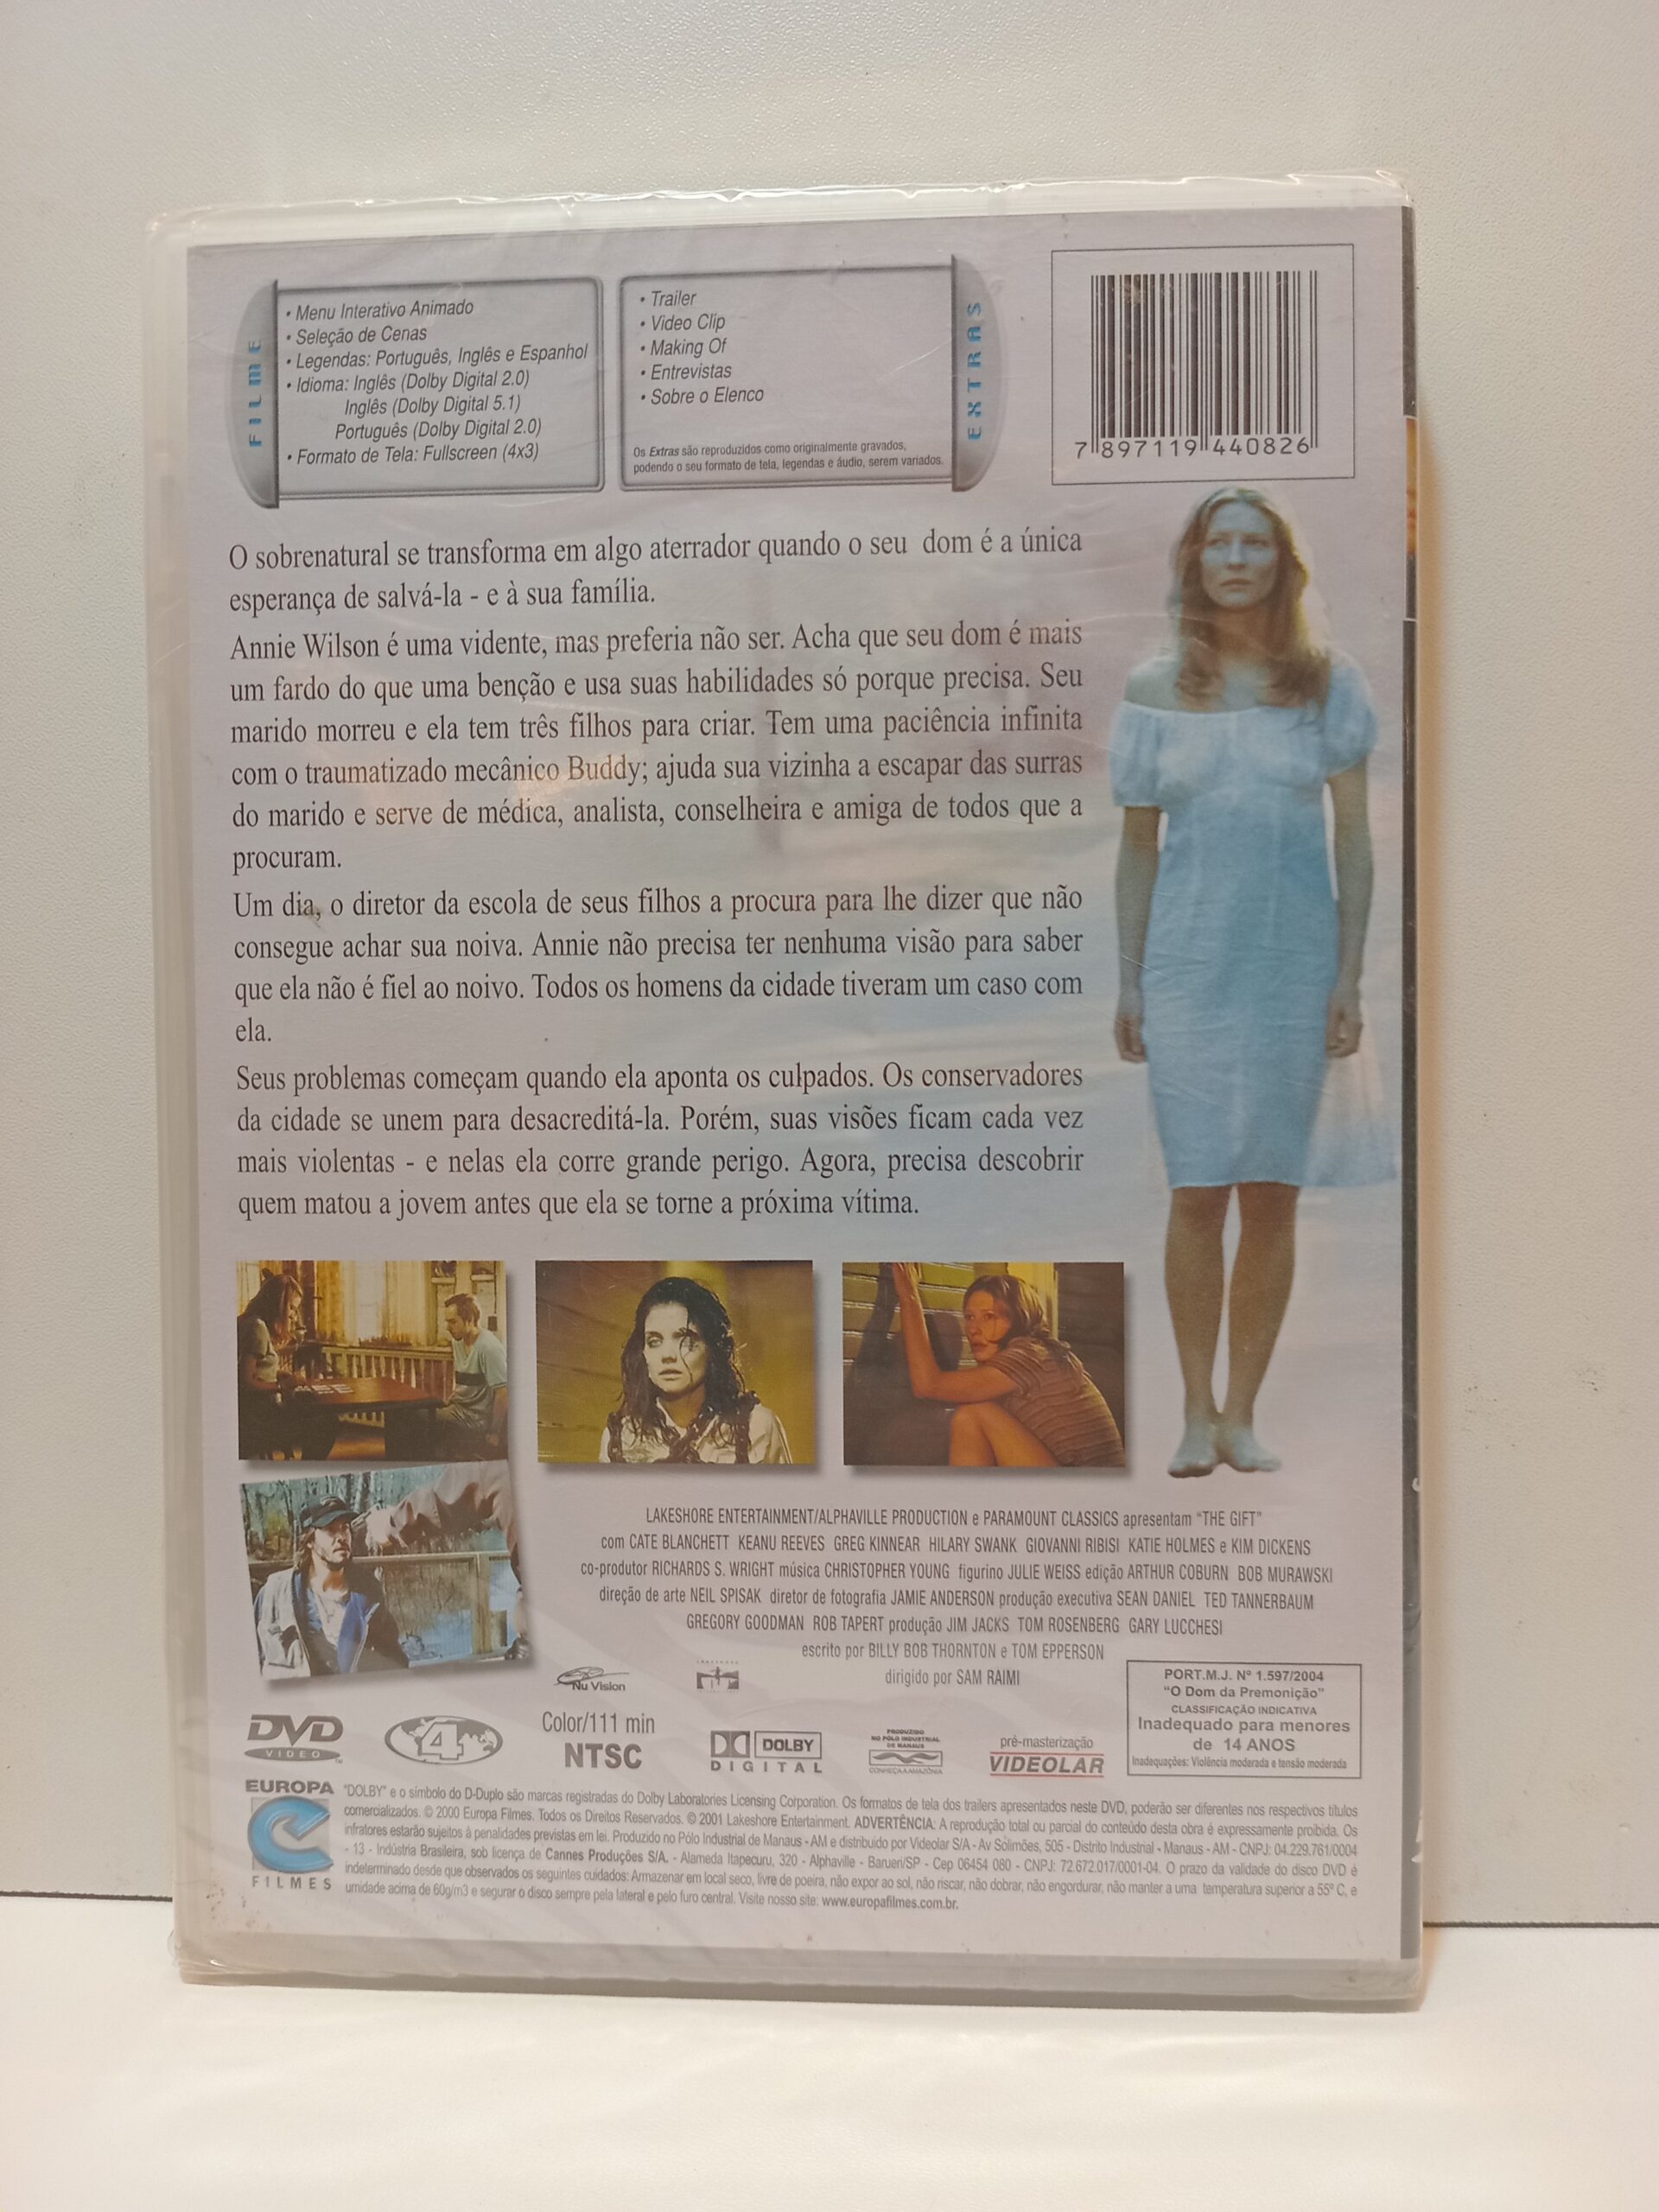 FILME
• Menu Interativo Animado
• Seleção de Cenas
• Legendas: Português, Inglês e Espanhol
• Idioma: Inglês (Dolby Digital 2.0)
Inglês (Dolby Digital 5.1)
Português (Dolby Digital 2.0)
• Formato de Tela: Fullscreen (4x3)
• Trailer
• Video Clip
• Making Of
• Entrevistas
• Sobre o Elenco
Os Extras são reproduzidos como originalmente gravados,
podendo o seu formato de tela, legendas e áudio, serem variados.
EXTRAS
7 897119 440826
O sobrenatural se transforma em algo aterrador quando o seu dom é a única
esperança de salvá-la - e à sua família.
Annie Wilson é uma vidente, mas preferia não ser. Acha que seu dom é mais
um fardo do que uma benção e usa suas habilidades só porque precisa. Seu
marido morreu e ela tem três filhos para criar. Tem uma paciência infinita
com o traumatizado mecânico Buddy; ajuda sua vizinha a escapar das surras
do marido e serve de médica, analista, conselheira e amiga de todos que a
procuram.
Um dia, o diretor da escola de seus filhos a procura para lhe dizer que não
consegue achar sua noiva. Annie não precisa ter nenhuma visão para saber
que ela não é fiel ao noivo. Todos os homens da cidade tiveram um caso com
ela.
Seus problemas começam quando ela aponta os culpados. Os conservadores
da cidade se unem para desacreditá-la. Porém, suas visões ficam cada vez
mais violentas - e nelas ela corre grande perigo. Agora, precisa descobrir
quem matou a jovem antes que ela se torne a próxima vítima.
LAKESHORE ENTERTAINMENT/ALPHAVILLE PRODUCTION e PARAMOUNT CLASSICS apresentam "THE GIFT"
com CATE BLANCHETT KEANU REEVES GREG KINNEAR HILARY SWANK GIOVANNI RIBISI KATIE HOLMES e KIM DICKENS
co-produtor RICHARDS S. WRIGHT música CHRISTOPHER YOUNG figurino JULIE WEISS edição ARTHUR COBURN BOB MURAWSKI
direção de arte NEIL SPISAK diretor de fotografia JAMIE ANDERSON produção executiva SEAN DANIEL TED TANNERBAUM
GREGORY GOODMAN ROB TAPERT produção JIM JACKS TOM ROSENBERG GARY LUCCHESI
escrito por BILLY BOB THORNTON e TOM EPPERSON
dirigido por SAM RAIMI
Nu Vision
PORT.M.J. Nº 1.597/2004
"O Dom da Premonição"
CLASSIFICAÇÃO INDICATIVA
Inadequado para menores
de 14 ANOS
Inadequações: Violência moderada e tensão moderada
DVD
VIDEO
4
Color/111 min
NTSC
DOLBY
DIGITAL
PRODUZIDO
NO PÓLO INDUSTRIAL
DE MANAUS
CONHEÇA A AMAZÔNIA
pré-masterização
VIDEOLAR
EUROPA
FILMES
"DOLBY" e o símbolo do D-Duplo são marcas registradas do Dolby Laboratories Licensing Corporation. Os formatos de tela dos trailers apresentados neste DVD, poderão ser diferentes nos respectivos títulos
comercializados. © 2000 Europa Filmes. Todos os Direitos Reservados. © 2001 Lakeshore Entertainment. ADVERTÊNCIA: A reprodução total ou parcial do conteúdo desta obra é expressamente proibida. Os
infratores estarão sujeitos à penalidades previstas em lei. Produzido no Pólo Industrial de Manaus - AM e distribuido por Videolar S/A - Av Solimões, 505 - Distrito Industrial - Manaus - AM - CNPJ: 04.229.761/0004
- 13 - Indústria Brasileira, sob licença de Cannes Produções S/A. - Alameda Itapecuru, 320 - Alphaville - Barueri/SP - Cep 06454 080 - CNPJ: 72.672.017/0001-04. O prazo da validade do disco DVD é
indeterminado desde que observados os seguintes cuidados: Armazenar em local seco, livre de poeira, não expor ao sol, não riscar, não dobrar, não engordurar, não manter a uma temperatura superior a 55º C, e
umidade acima de 60g/m3 e segurar o disco sempre pela lateral e pelo furo central. Visite nosso site: www.europafilmes.com.br.